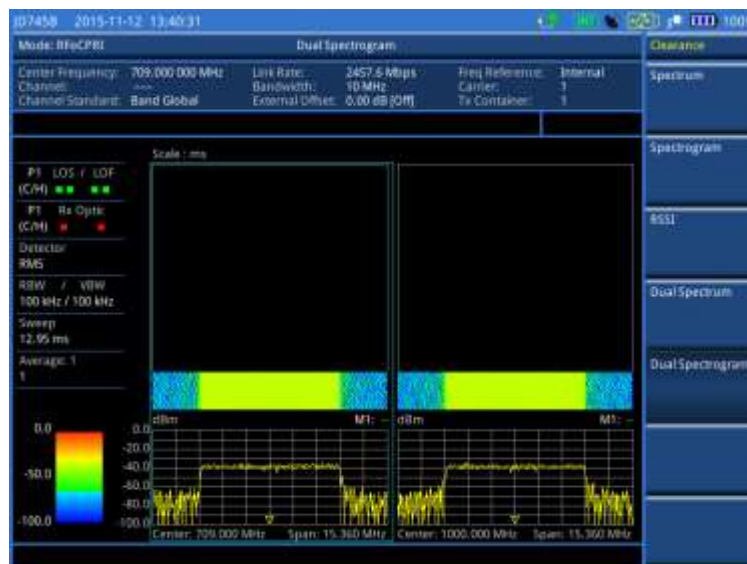 JD745B 2015-11-12 13:40:31
Mode: RFoCPRI
Dual Spectrogram
Clearance
Center Frequency: 709.000 000 MHz
Channel: ---
Channel Standard: Band Global
Link Rate: 2457.6 Mbps
Bandwidth: 10 MHz
External Offset: 0.00 dB [Off]
Freq Reference: Internal
Carrier: 1
Tx Container: 1
Spectrum
Spectrogram
RSSI
Dual Spectrum
Dual Spectrogram
Scale : ms
P1 LOS / LOF
(C/H)
P1 Rx Optic
(C/H)
Detector
RMS
RBW / VBW
100 kHz / 100 kHz
Sweep
12.95 ms
Average: 1
1
0.0
-50.0
-100.0
dBm M1: --
0.0
-20.0
-40.0
-60.0
-80.0
-100.0
Center: 709.000 MHz Span: 15.360 MHz
dBm M1: --
Center: 1000.000 MHz Span: 15.360 MHz